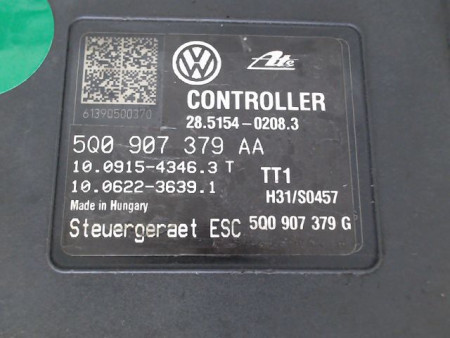 Ate
61390500370
CONTROLLER
28.5154-0208.3
5Q0 907 379 AA
10.0915-4346.3 T
10.0622-3639.1
TT1
H31/S0457
Made in Hungary
Steuergeraet ESC 5Q0 907 379 G